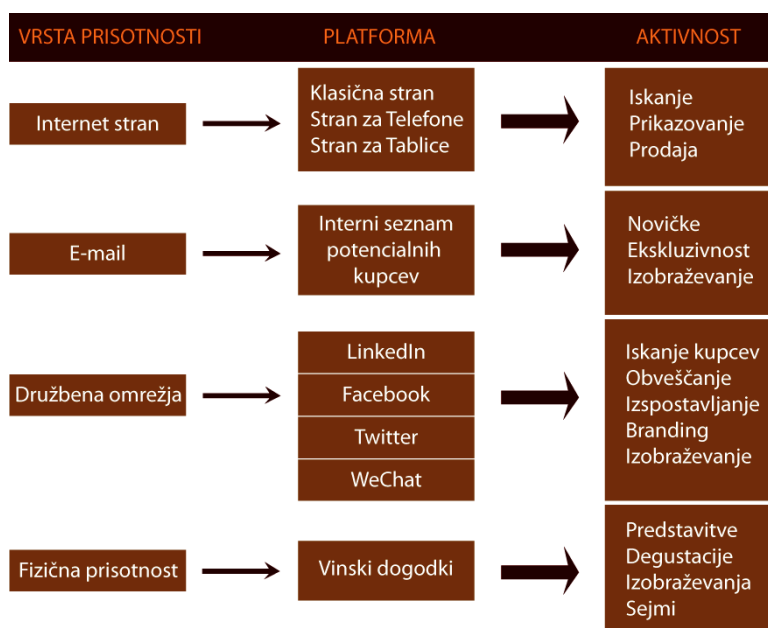 VRSTA PRISOTNOSTI
PLATFORMA
AKTIVNOST
Internet stran
Klasična stran
Stran za Telefone
Stran za Tablice
Iskanje
Prikazovanje
Prodaja
E-mail
Interni seznam
potencialnih
kupcev
Novičke
Ekskluzivnost
Izobraževanje
Družbena omrežja
LinkedIn
Facebook
Twitter
WeChat
Iskanje kupcev
Obveščanje
Izspostavljanje
Branding
Izobraževanje
Fizična prisotnost
Vinski dogodki
Predstavitve
Degustacije
Izobraževanja
Sejmi